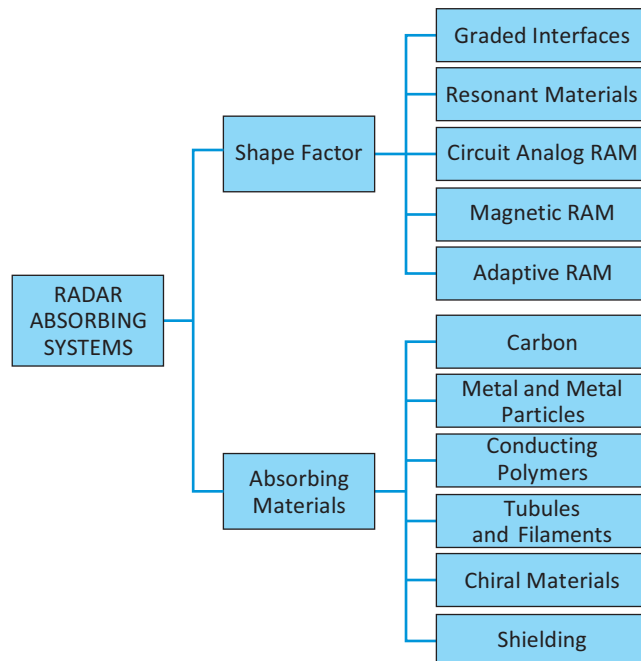 Graded Interfaces
Resonant Materials
Shape Factor
Circuit Analog RAM
Magnetic RAM
Adaptive RAM
RADAR
ABSORBING
SYSTEMS
Carbon
Metal and Metal
Particles
Conducting
Polymers
Absorbing
Materials
Tubules
and Filaments
Chiral Materials
Shielding